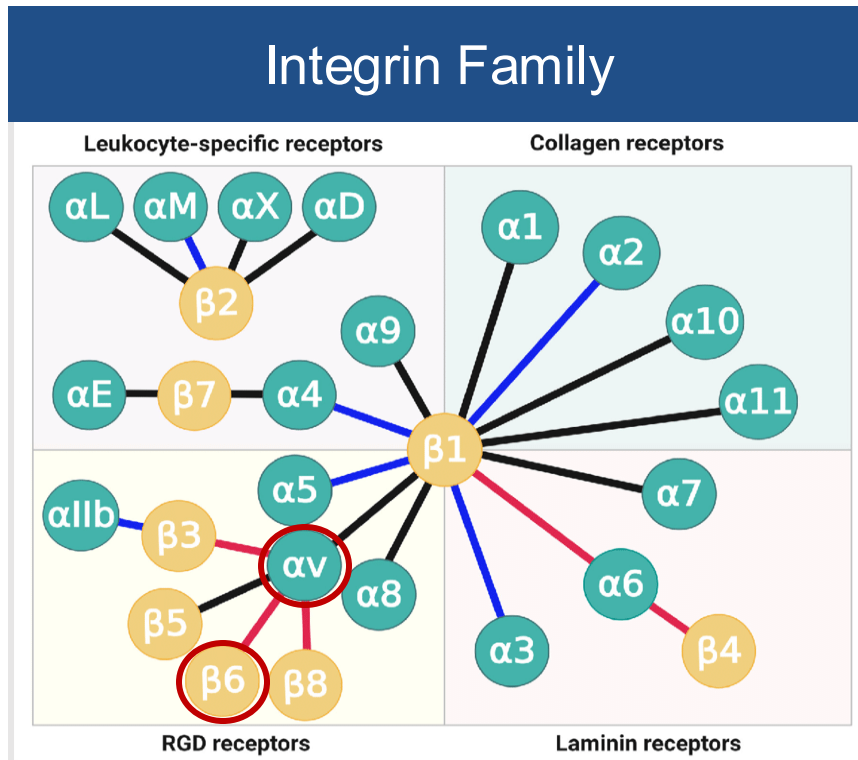 Integrin Family
Leukocyte-specific receptors
Collagen receptors
αL αM αX αD
β2
αE β7 α4
α9
α1
α2
α10
α11
β1
α5
αIIb
β3
αv
β5
α8
β6
β8
α7
α6
α3
β4
RGD receptors
Laminin receptors